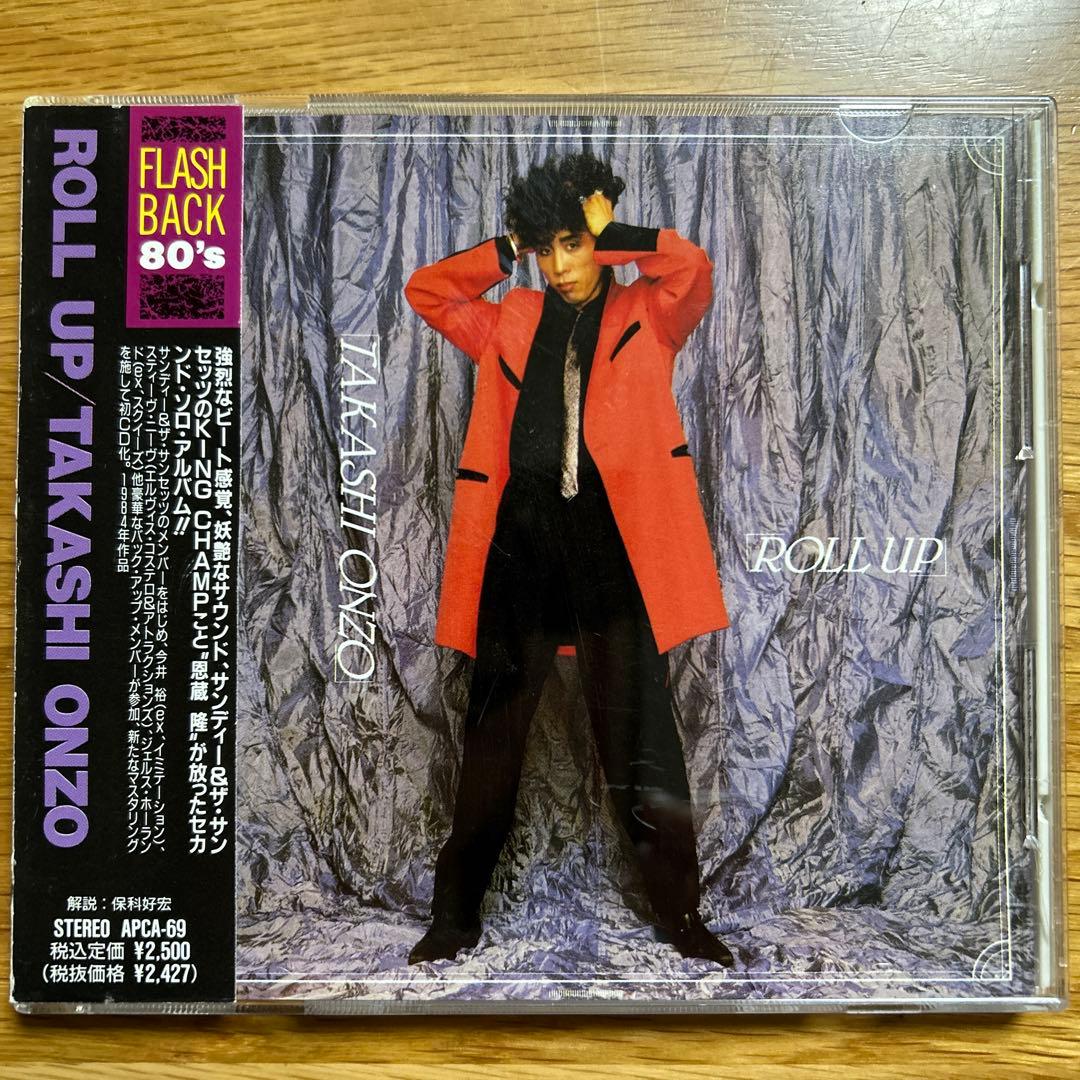 ROLL UP/TAKASHI ONZO
FLASH
BACK
80's
強烈なビート感覚、妖艶なサウンド、サンディー&ザ・サン
セッツのKING CHAMPこと“恩蔵 隆”が放ったセカ
ンド・ソロ・アルバム!!
サンディー&ザ・サンセッツのメンバーをはじめ、今井 裕(ex、イミテーション)、
スティーヴ・ニーヴ(エルヴィス・コステロ&アトラクションズ)、ジェルス・ホーラン
ド(ex、スクイーズ)他豪華なバック・アップ・メンバーが参加、新たなマスタリング
を施して初CD化。1984年作品
解説:保科好宏
STEREO APCA-69
税込定価 ¥2,500
(税抜価格 ¥2,427)
TAKASHI ONZO
ROLL UP